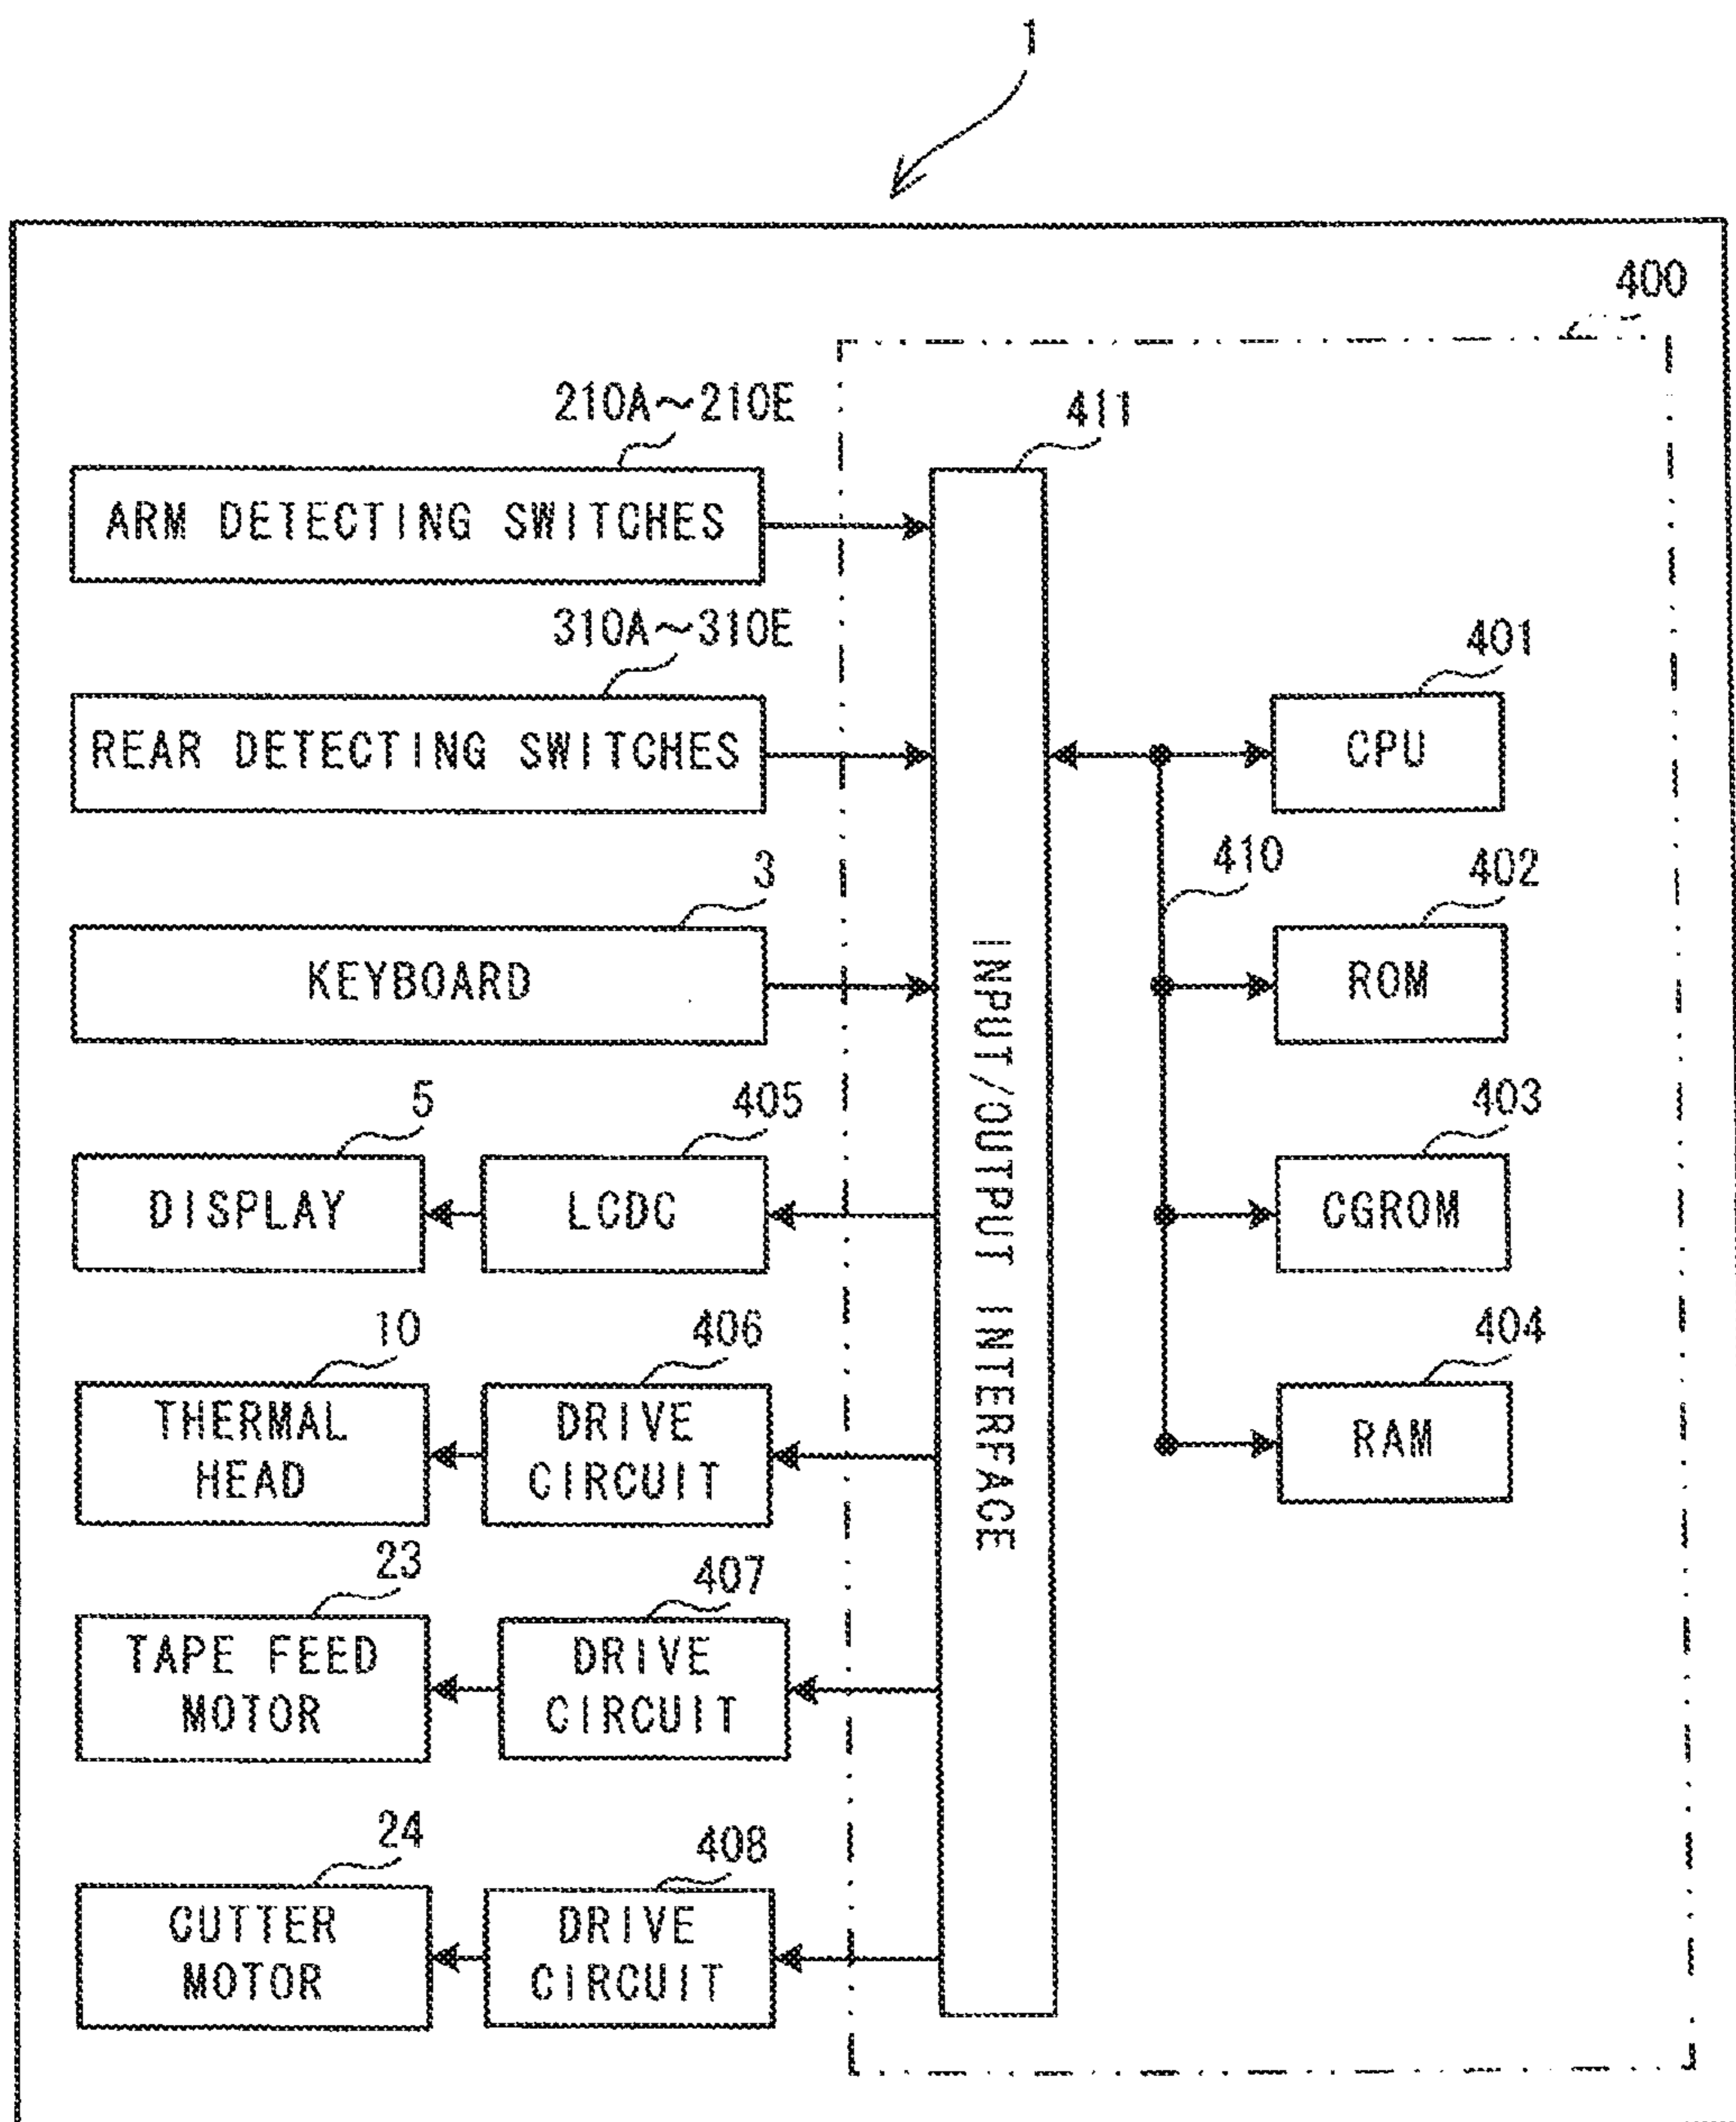 1
400
210A～210E
411
ARM DETECTING SWITCHES
310A～310E
401
REAR DETECTING SWITCHES
CPU
410
3
402
KEYBOARD
ROM
INPUT/OUTPUT INTERFACE
5
405
403
DISPLAY
LCDC
CGROM
10
406
404
THERMAL
HEAD
DRIVE
CIRCUIT
RAM
23
407
TAPE FEED
MOTOR
DRIVE
CIRCUIT
24
408
CUTTER
MOTOR
DRIVE
CIRCUIT